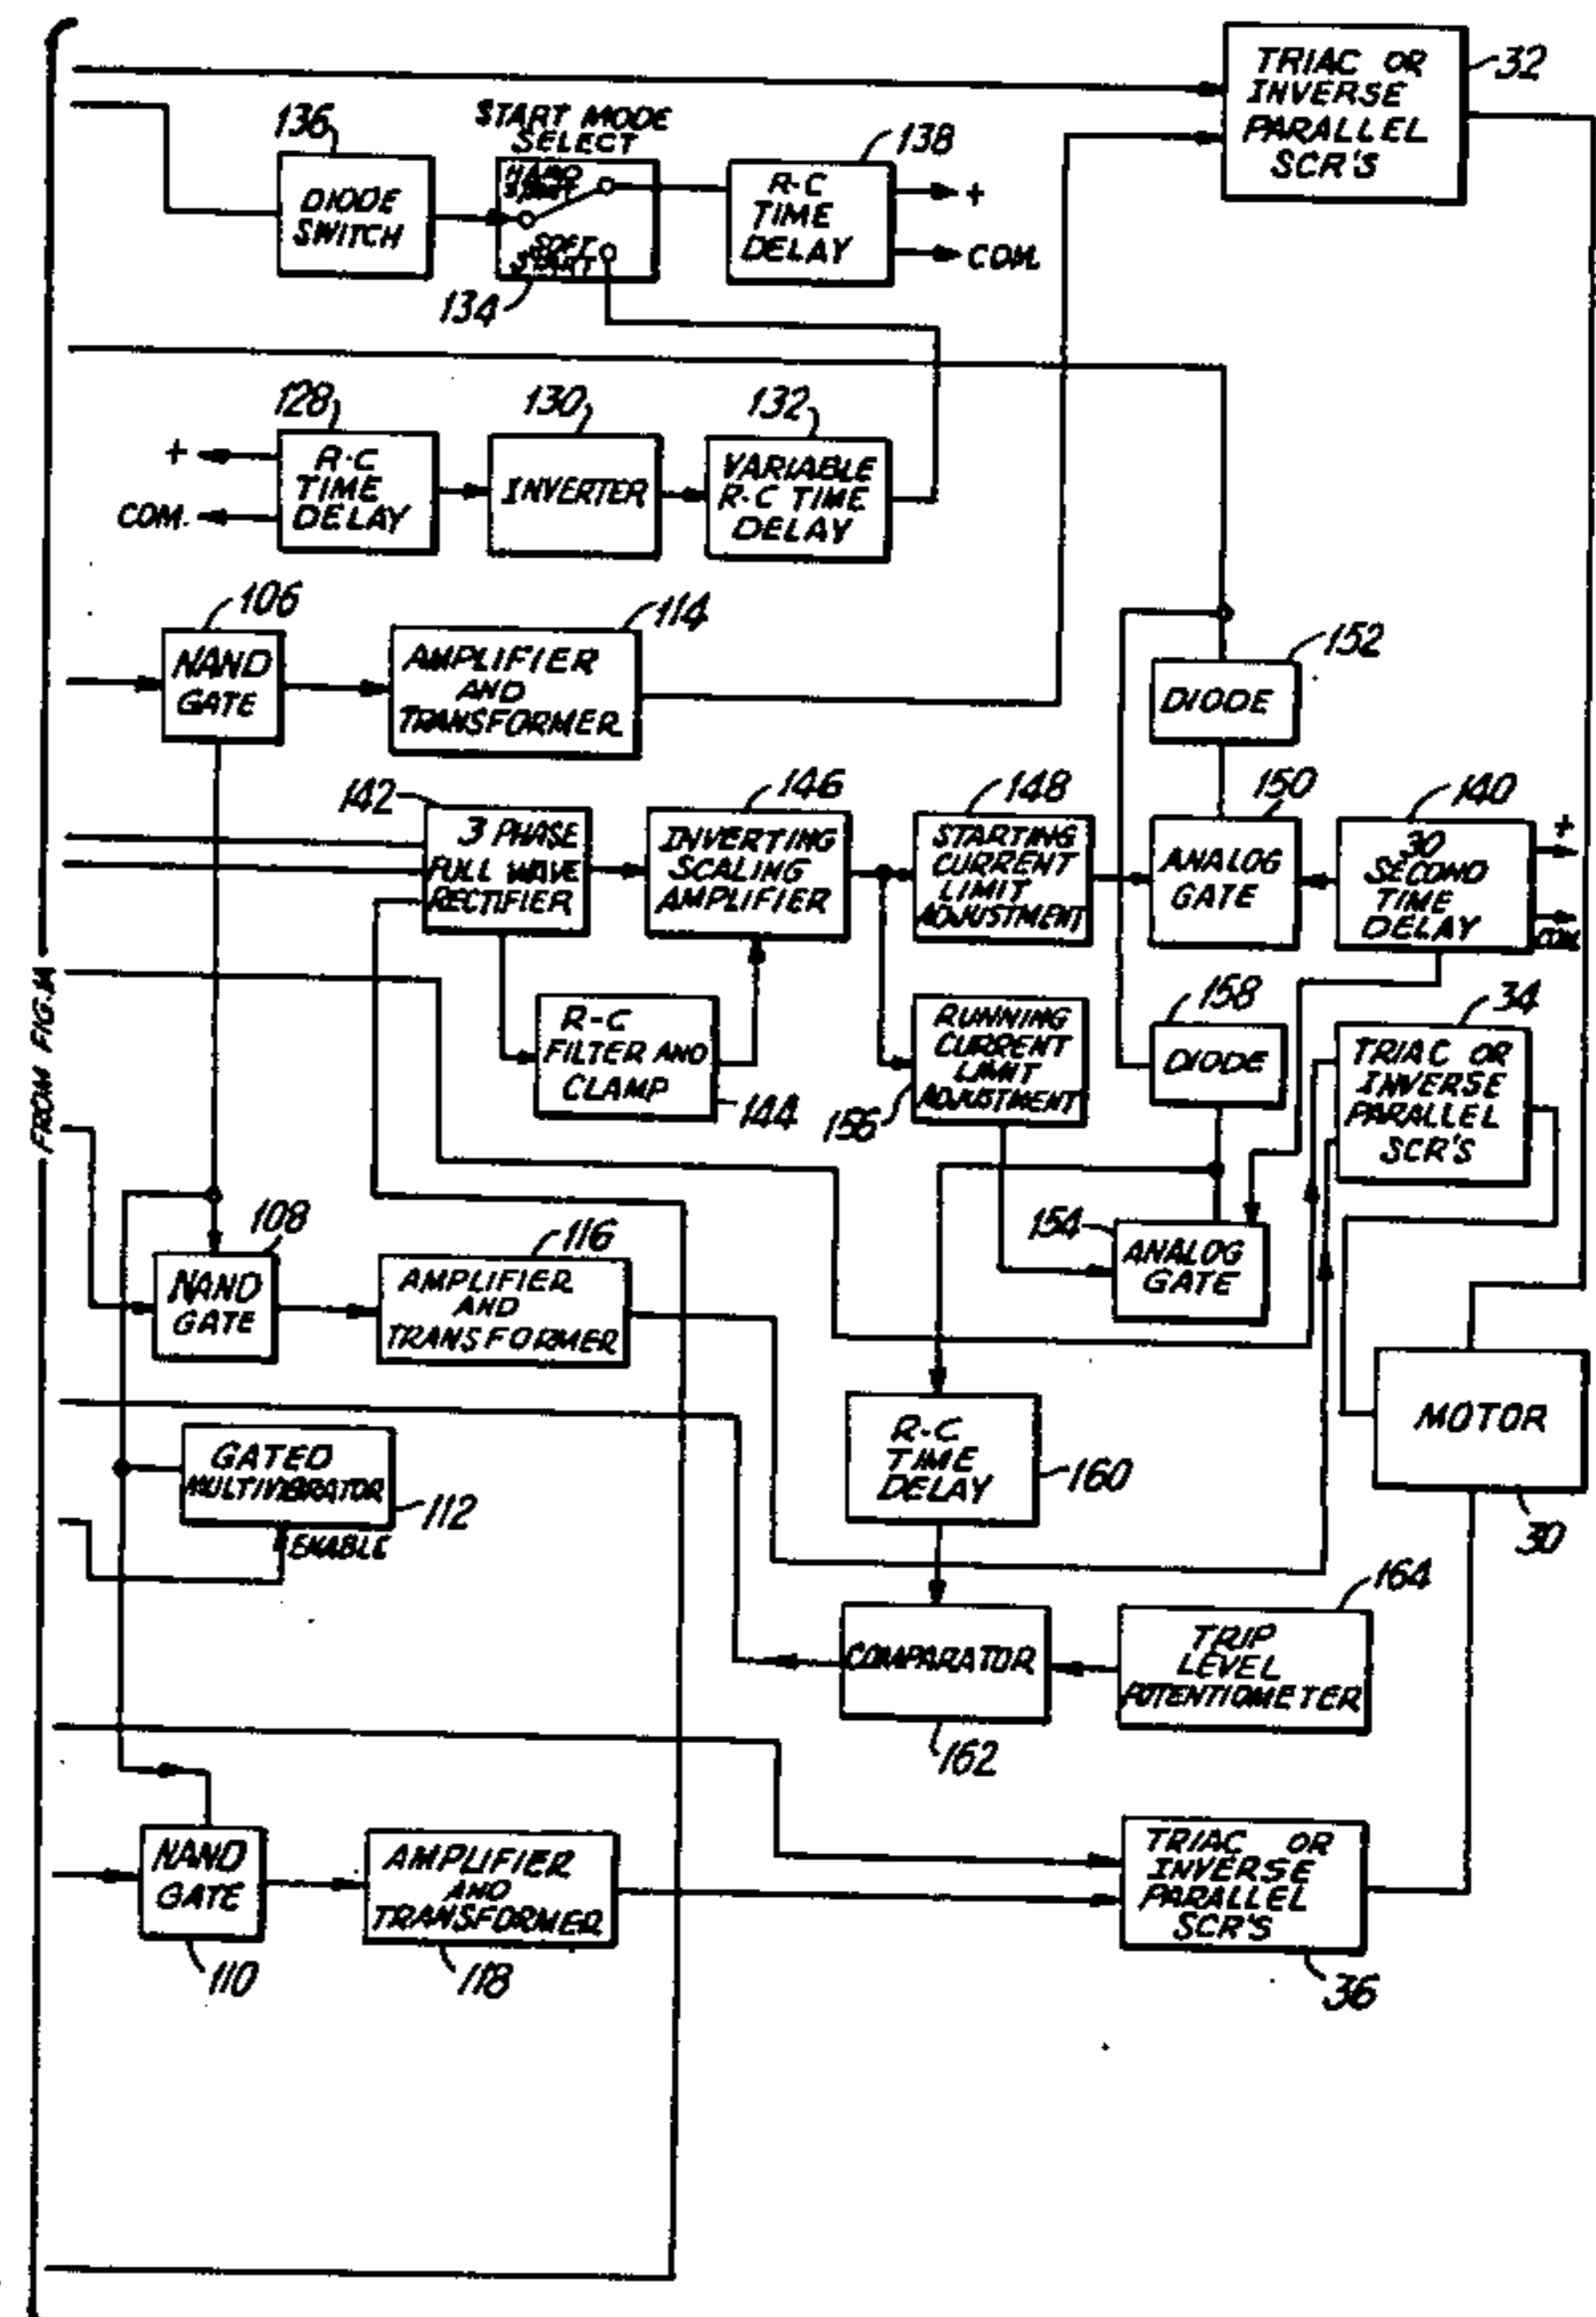 TRIAC OR
INVERSE
PARALLEL
SCR'S
32
136
DIODE
SWITCH
START MODE
SELECT
HARD
START
SOFT
START
134
138
R-C
TIME
DELAY
+
COM.
128
+
COM.
R-C
TIME
DELAY
130
INVERTER
132
VARIABLE
R-C TIME
DELAY
106
NAND
GATE
114
AMPLIFIER
AND
TRANSFORMER
152
DIODE
142
3 PHASE
FULL WAVE
RECTIFIER
146
INVERTING
SCALING
AMPLIFIER
148
STARTING
CURRENT
LIMIT
ADJUSTMENT
150
ANALOG
GATE
140
30
SECOND
TIME
DELAY
+
COM.
FROM FIG. 1A
R-C
FILTER AND
CLAMP
144
RUNNING
CURRENT
LIMIT
ADJUSTMENT
156
158
DIODE
34
TRIAC OR
INVERSE
PARALLEL
SCR'S
108
NAND
GATE
116
AMPLIFIER
AND
TRANSFORMER
154
ANALOG
GATE
MOTOR
30
GATED
MULTIVIBRATOR
112
ENABLE
R-C
TIME
DELAY
160
COMPARATOR
162
164
TRIP
LEVEL
POTENTIOMETER
NAND
GATE
110
AMPLIFIER
AND
TRANSFORMER
118
TRIAC OR
INVERSE
PARALLEL
SCR'S
36